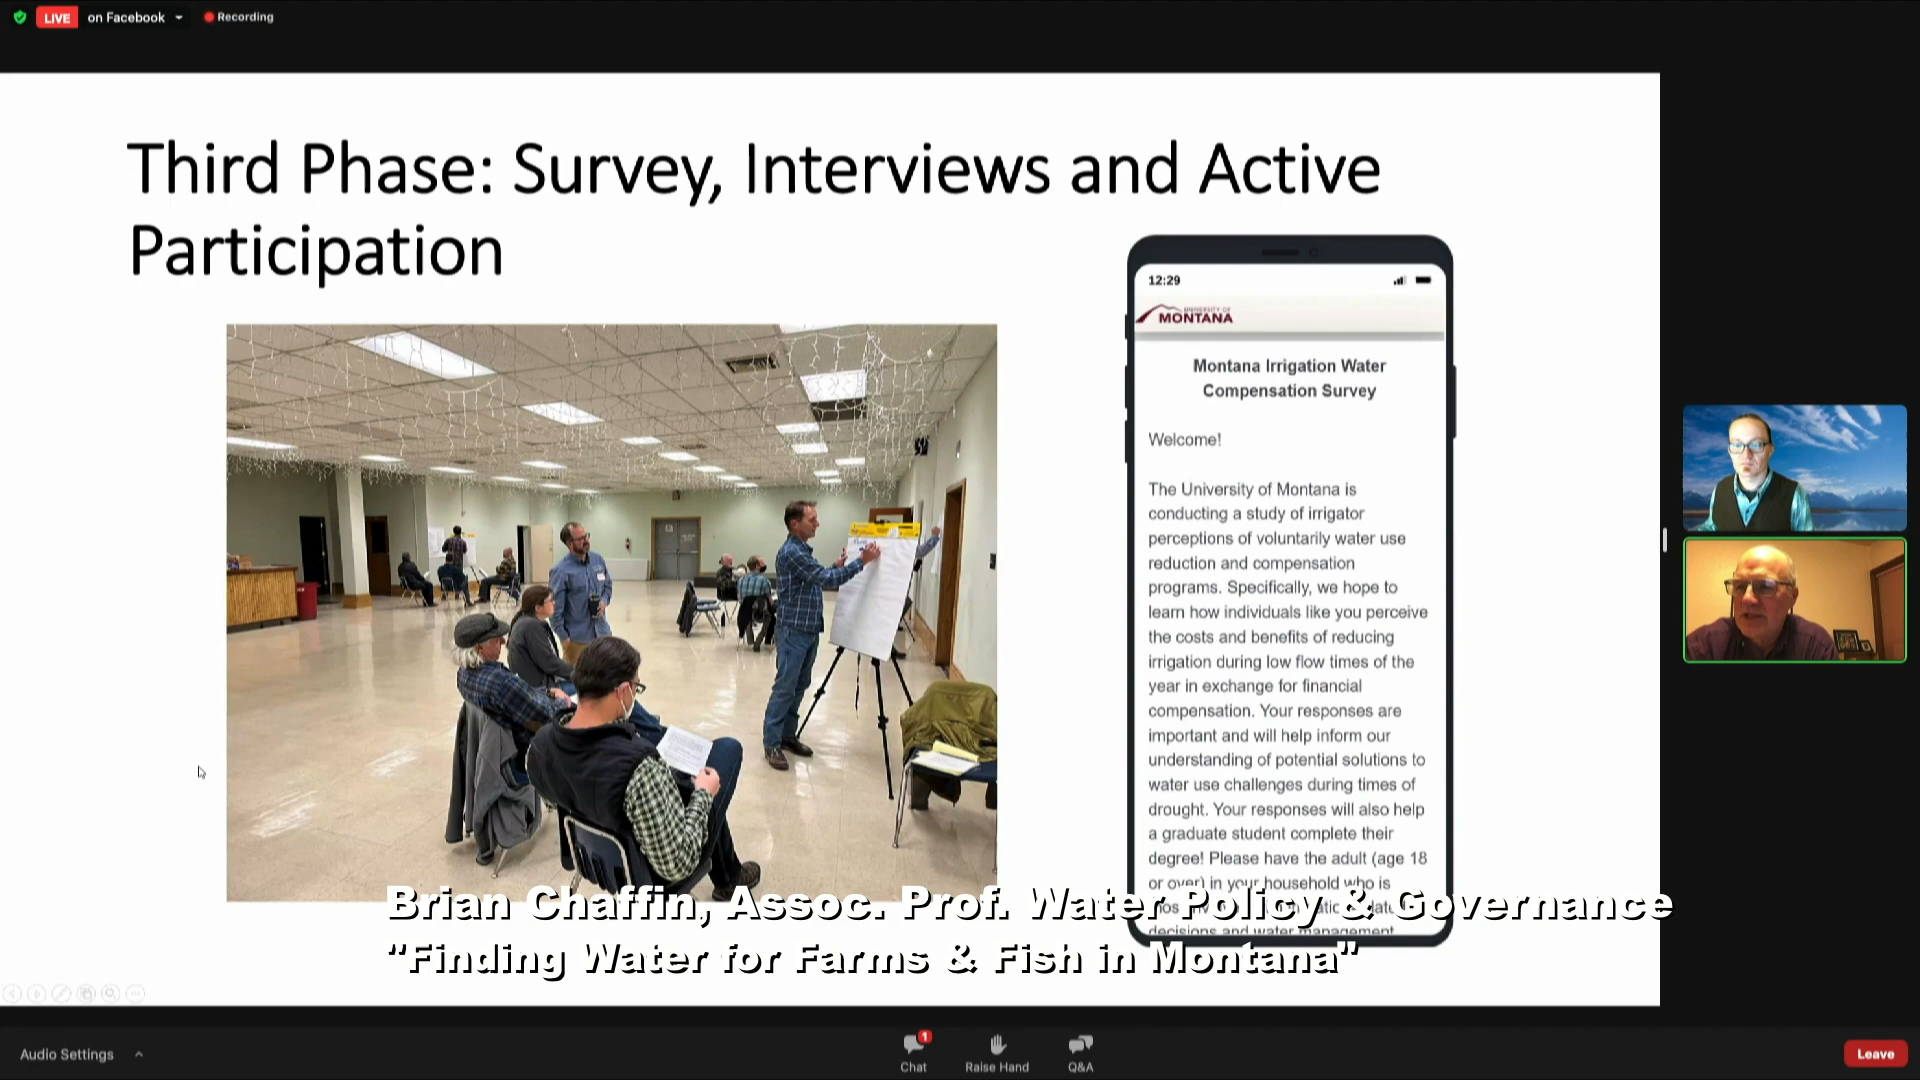 LIVE on Facebook Recording
Third Phase: Survey, Interviews and Active
Participation
12:29
UNIVERSITY OF
MONTANA
Montana Irrigation Water
Compensation Survey
Welcome!
The University of Montana is
conducting a study of irrigator
perceptions of voluntarily water use
reduction and compensation
programs. Specifically, we hope to
learn how individuals like you perceive
the costs and benefits of reducing
irrigation during low flow times of the
year in exchange for financial
compensation. Your responses are
important and will help inform our
understanding of potential solutions to
water use challenges during times of
drought. Your responses will also help
a graduate student complete their
degree! Please have the adult (age 18
or over) in your household who is
decisions and water management
Brian Chaffin, Assoc. Prof. Water Policy & Governance
"Finding Water for Farms & Fish in Montana"
Audio Settings
1
Chat
Raise Hand
Q&A
Leave